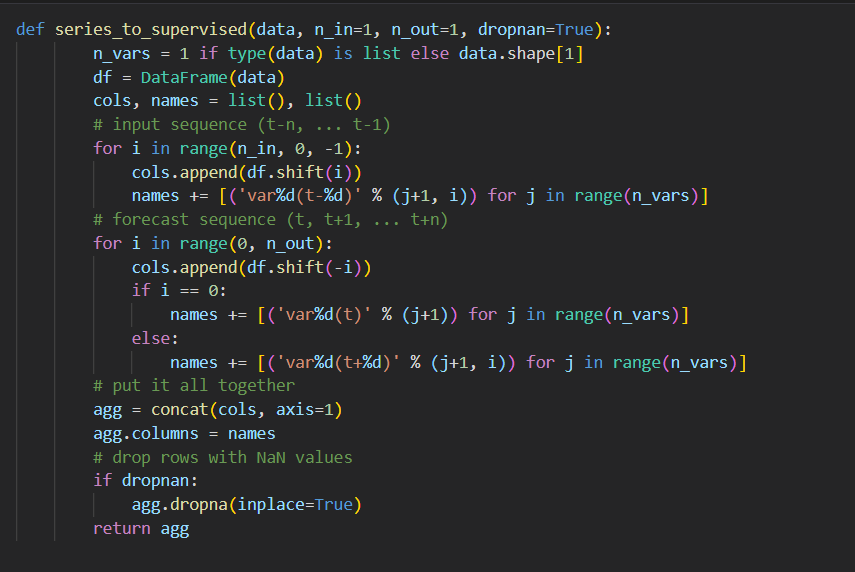 def series_to_supervised(data, n_in=1, n_out=1, dropnan=True):
        n_vars = 1 if type(data) is list else data.shape[1]
        df = DataFrame(data)
        cols, names = list(), list()
        # input sequence (t-n, ... t-1)
        for i in range(n_in, 0, -1):
            cols.append(df.shift(i))
            names += [('var%d(t-%d)' % (j+1, i)) for j in range(n_vars)]
        # forecast sequence (t, t+1, ... t+n)
        for i in range(0, n_out):
            cols.append(df.shift(-i))
            if i == 0:
                names += [('var%d(t)' % (j+1)) for j in range(n_vars)]
            else:
                names += [('var%d(t+%d)' % (j+1, i)) for j in range(n_vars)]
        # put it all together
        agg = concat(cols, axis=1)
        agg.columns = names
        # drop rows with NaN values
        if dropnan:
            agg.dropna(inplace=True)
        return agg